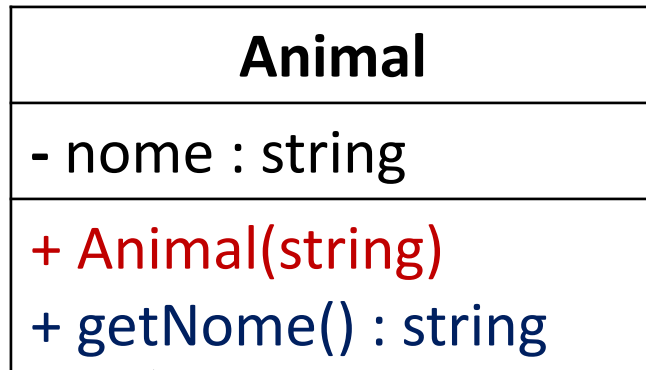 Animal
- nome : string
+ Animal(string)
+ getNome() : string